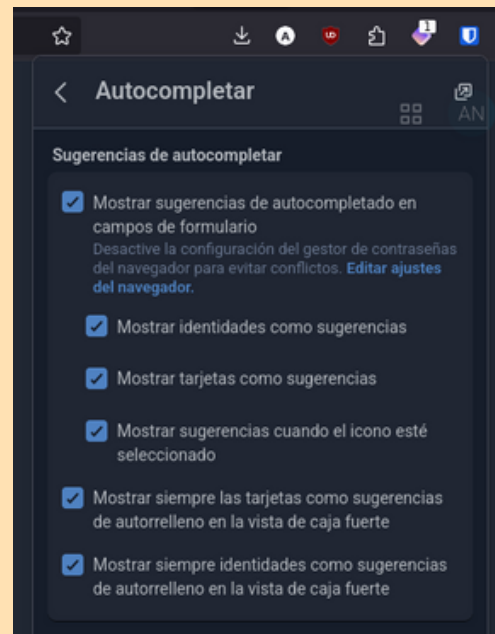 A
UD
1
Autocompletar
AN
Sugerencias de autocompletar
Mostrar sugerencias de autocompletado en
campos de formulario
Desactive la configuración del gestor de contraseñas
del navegador para evitar conflictos. Editar ajustes
del navegador.
Mostrar identidades como sugerencias
Mostrar tarjetas como sugerencias
Mostrar sugerencias cuando el icono esté
seleccionado
Mostrar siempre las tarjetas como sugerencias
de autorrelleno en la vista de caja fuerte
Mostrar siempre identidades como sugerencias
de autorrelleno en la vista de caja fuerte